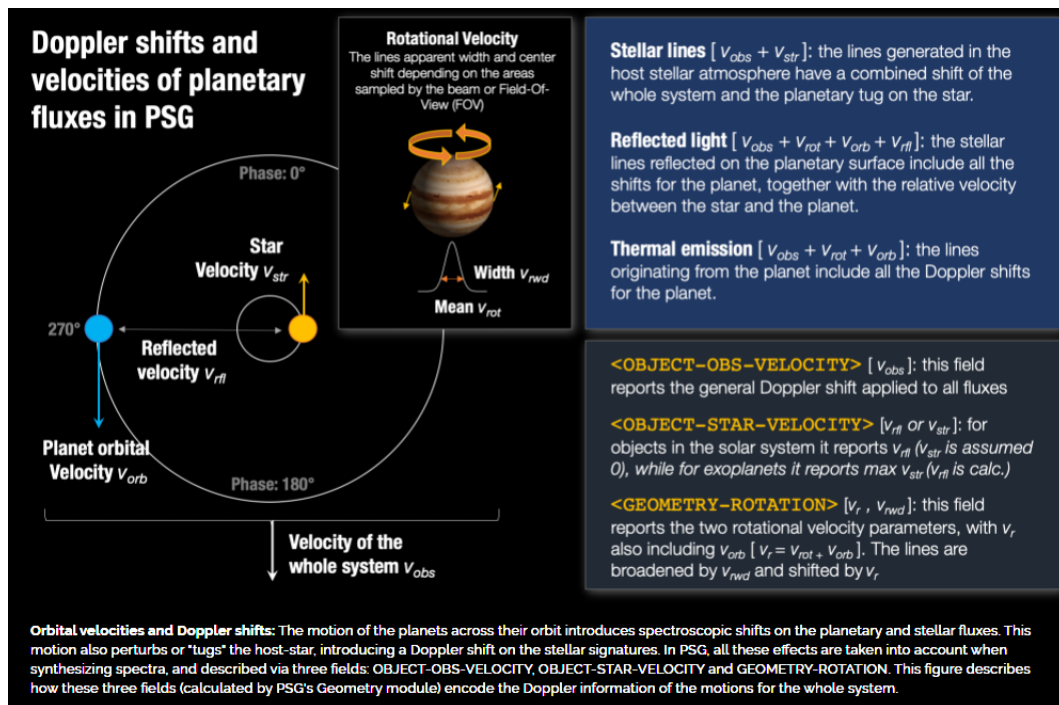 Doppler shifts and
velocities of planetary
fluxes in PSG
Rotational Velocity
The lines apparent width and center
shift depending on the areas
sampled by the beam or Field-Of-
View (FOV)
Width vrwd
Mean vrot
Phase: 0°
Star
Velocity vstr
270°
Reflected
velocity vrfl
Planet orbital
Velocity vorb
Phase: 180°
Velocity of the
whole system vobs
Stellar lines [ vobs + vstr]: the lines generated in the
host stellar atmosphere have a combined shift of the
whole system and the planetary tug on the star.
Reflected light [ vobs + vrot + vorb + vrfl]: the stellar
lines reflected on the planetary surface include all the
shifts for the planet, together with the relative velocity
between the star and the planet.
Thermal emission [ vobs + vrot + vorb]: the lines
originating from the planet include all the Doppler shifts
for the planet.
<OBJECT-OBS-VELOCITY> [ vobs]: this field
reports the general Doppler shift applied to all fluxes
<OBJECT-STAR-VELOCITY> [vrfl or vstr]: for
objects in the solar system it reports vrfl (vstr is assumed
0), while for exoplanets it reports max vstr (vrfl is calc.)
<GEOMETRY-ROTATION> [vr , vrwd]: this field
reports the two rotational velocity parameters, with vr
also including vorb [ vr = vrot + vorb]. The lines are
broadened by vrwd and shifted by vr
Orbital velocities and Doppler shifts: The motion of the planets across their orbit introduces spectroscopic shifts on the planetary and stellar fluxes. This
motion also perturbs or "tugs" the host-star, introducing a Doppler shift on the stellar signatures. In PSG, all these effects are taken into account when
synthesizing spectra, and described via three fields: OBJECT-OBS-VELOCITY, OBJECT-STAR-VELOCITY and GEOMETRY-ROTATION. This figure describes
how these three fields (calculated by PSG's Geometry module) encode the Doppler information of the motions for the whole system.